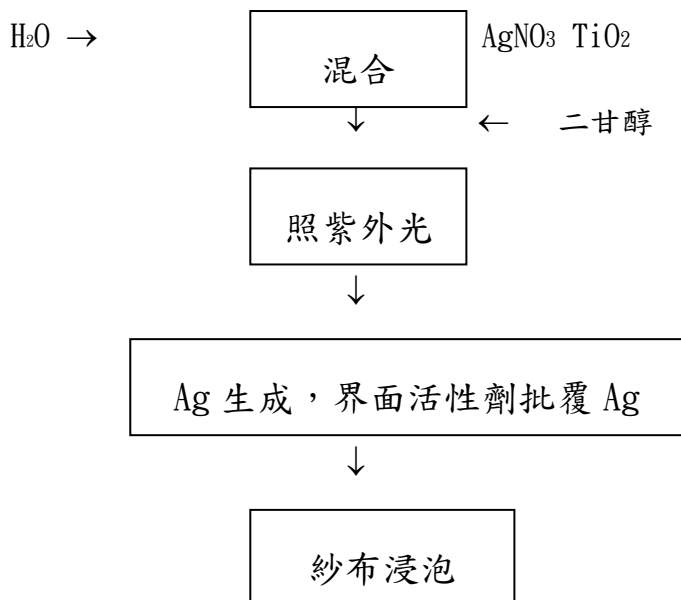 H₂O → AgNO₃ TiO₂
混合
↓ ← 二甘醇
照紫外光
↓
Ag 生成，界面活性劑批覆 Ag
↓
紗布浸泡